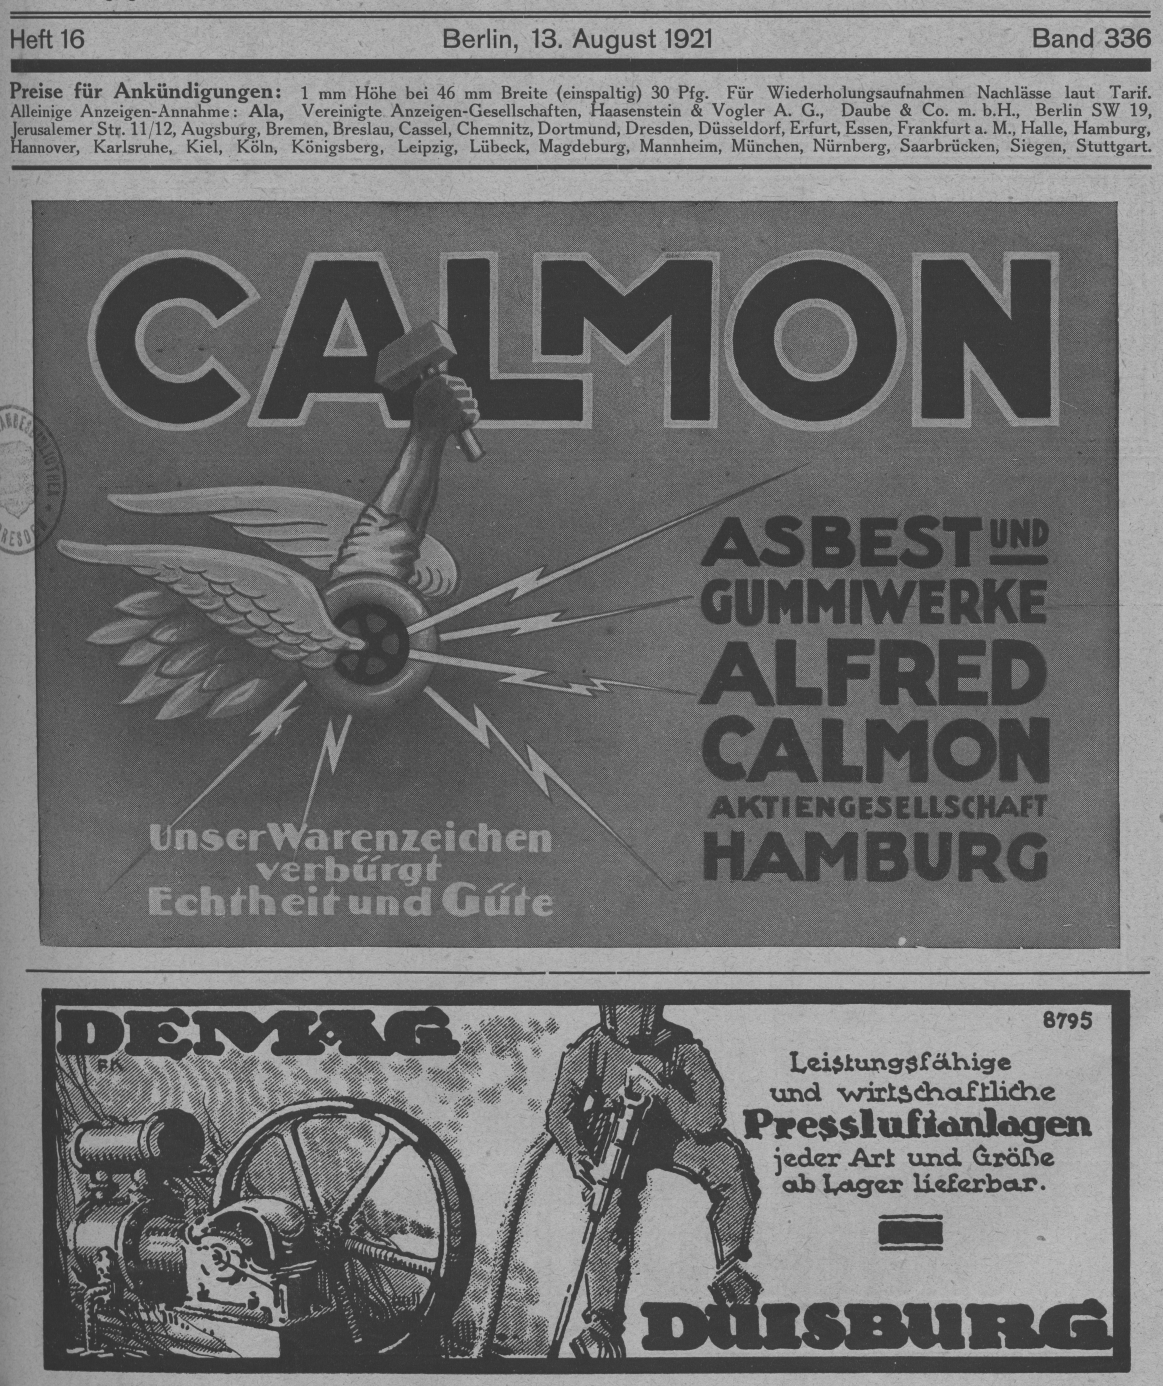 Heft 16
Berlin, 13. August 1921
Band 336
Preise für Ankündigungen: 1 mm Höhe bei 46 mm Breite (einspaltig) 30 Pfg. Für Wiederholungsaufnahmen Nachlässe laut Tarif.
Alleinige Anzeigen-Annahme: Ala, Vereinigte Anzeigen-Gesellschaften, Haasenstein & Vogler A. G., Daube & Co. m. b.H., Berlin SW 19,
Jerusalemer Str. 11/12, Augsburg, Bremen, Breslau, Cassel, Chemnitz, Dortmund, Dresden, Düsseldorf, Erfurt, Essen, Frankfurt a. M., Halle, Hamburg,
Hannover, Karlsruhe, Kiel, Köln, Königsberg, Leipzig, Lübeck, Magdeburg, Mannheim, München, Nürnberg, Saarbrücken, Siegen, Stuttgart.
CALMON
ASBEST UND
GUMMIWERKE
ALFRED
CALMON
AKTIENGESELLSCHAFT
HAMBURG
Unser Warenzeichen
verbürgt
Echtheit und Güte
DEMAG
8795
Leistungsfähige
und wirtschaftliche
Pressluftanlagen
jeder Art und Größe
ab Lager lieferbar.
DUISBURG